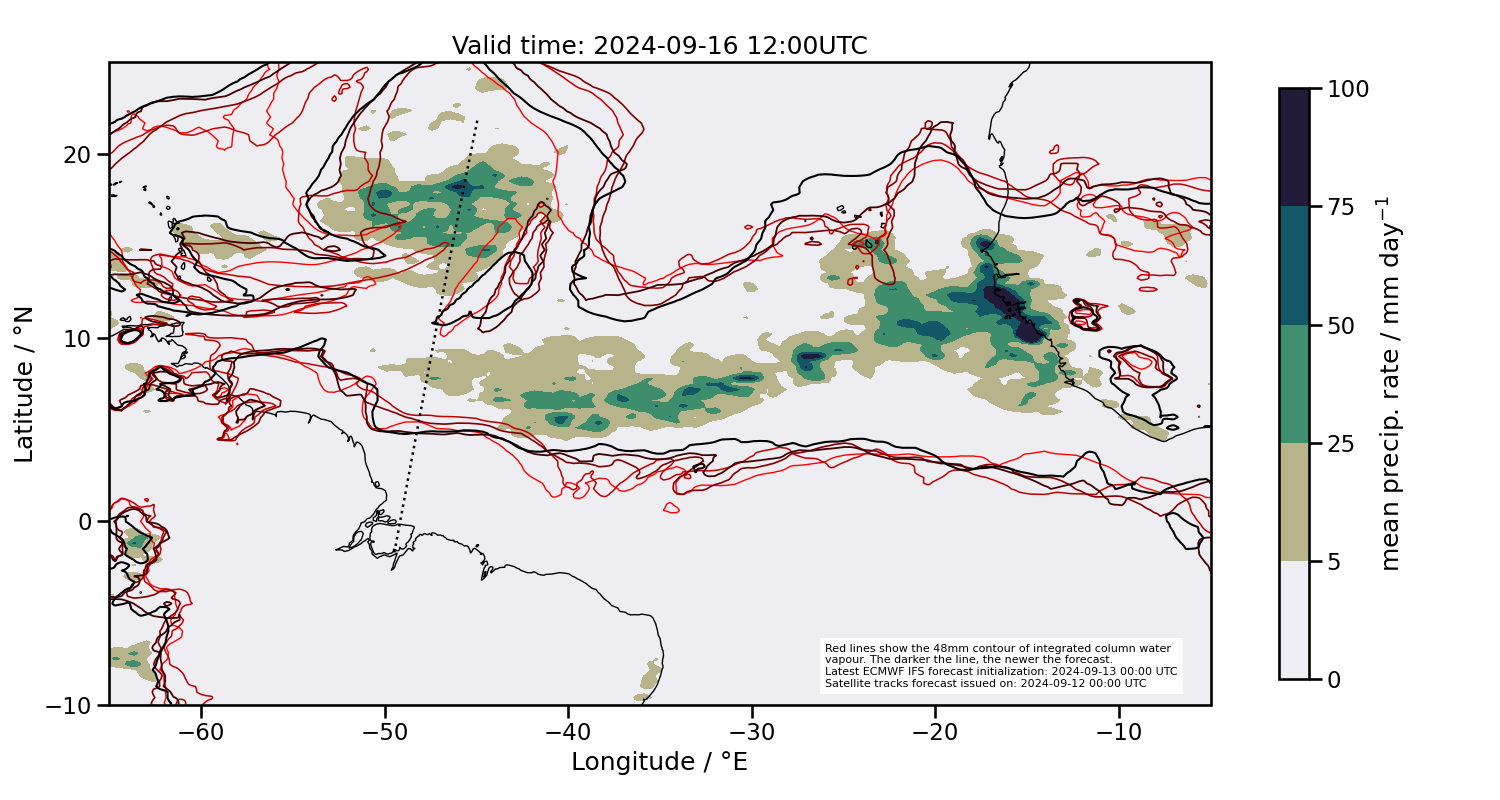 Valid time: 2024-09-16 12:00UTC
Latitude / °N
20
10
0
−10
−60
−50
−40
−30
−20
−10
Longitude / °E
Red lines show the 48mm contour of integrated column water
vapour. The darker the line, the newer the forecast.
Latest ECMWF IFS forecast initialization: 2024-09-13 00:00 UTC
Satellite tracks forecast issued on: 2024-09-12 00:00 UTC
100
75
50
25
5
0
mean precip. rate / mm day⁻¹